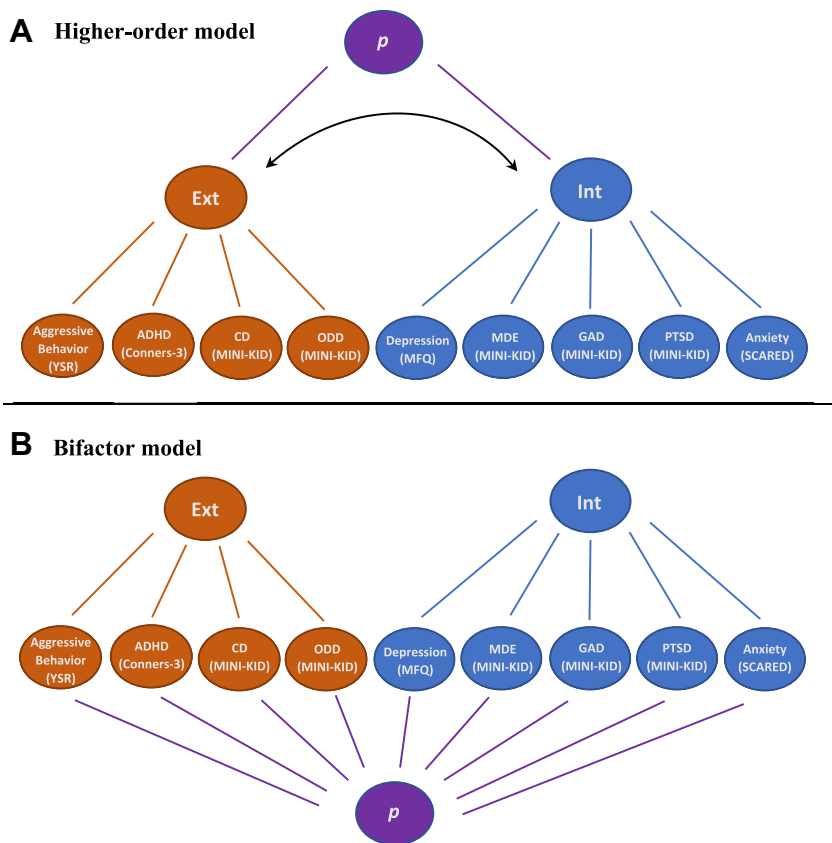 A Higher-order model
p
Ext
Int
Aggressive
Behavior
(YSR)
ADHD
(Conners-3)
CD
(MINI-KID)
ODD
(MINI-KID)
Depression
(MFQ)
MDE
(MINI-KID)
GAD
(MINI-KID)
PTSD
(MINI-KID)
Anxiety
(SCARED)
B Bifactor model
Ext
Int
Aggressive
Behavior
(YSR)
ADHD
(Conners-3)
CD
(MINI-KID)
ODD
(MINI-KID)
Depression
(MFQ)
MDE
(MINI-KID)
GAD
(MINI-KID)
PTSD
(MINI-KID)
Anxiety
(SCARED)
p